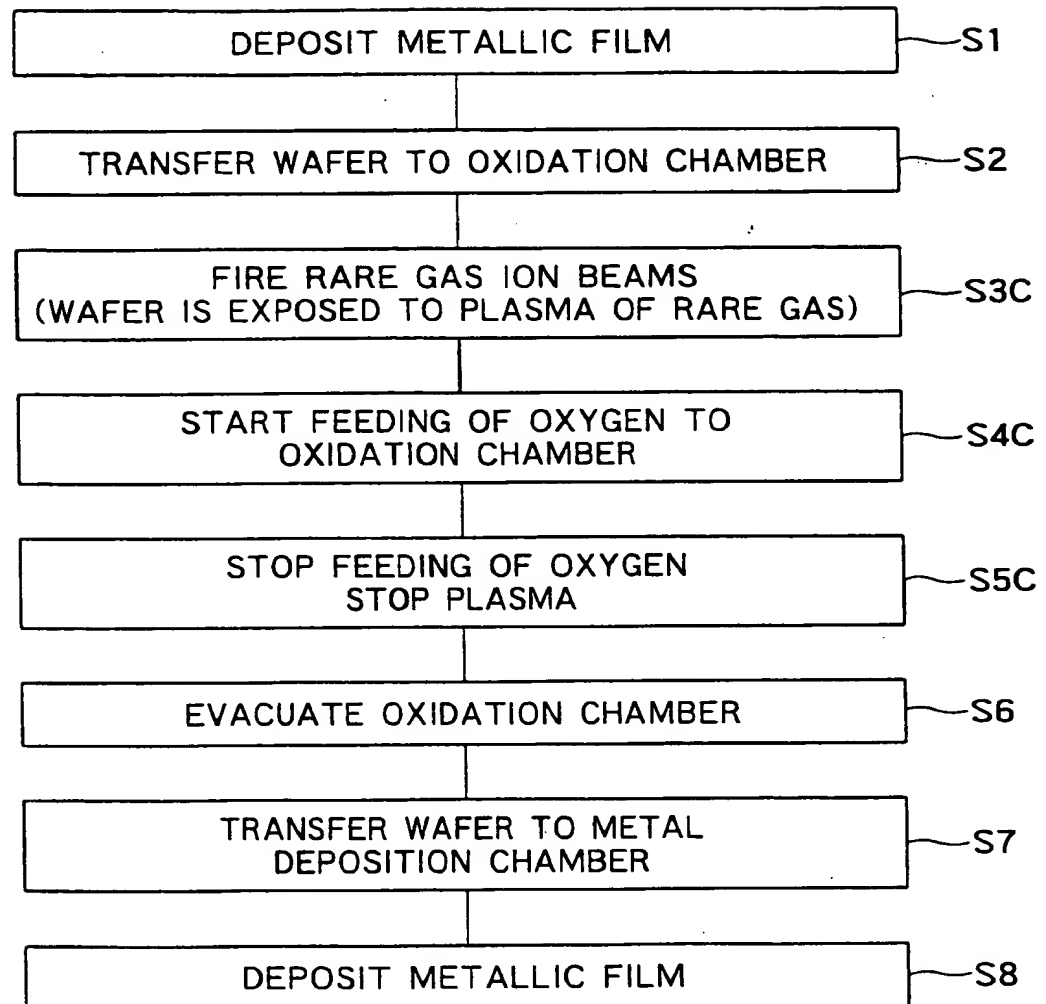 DEPOSIT METALLIC FILM S1
TRANSFER WAFER TO OXIDATION CHAMBER S2
FIRE RARE GAS ION BEAMS
(WAFER IS EXPOSED TO PLASMA OF RARE GAS) S3C
START FEEDING OF OXYGEN TO
OXIDATION CHAMBER S4C
STOP FEEDING OF OXYGEN
STOP PLASMA S5C
EVACUATE OXIDATION CHAMBER S6
TRANSFER WAFER TO METAL
DEPOSITION CHAMBER S7
DEPOSIT METALLIC FILM S8